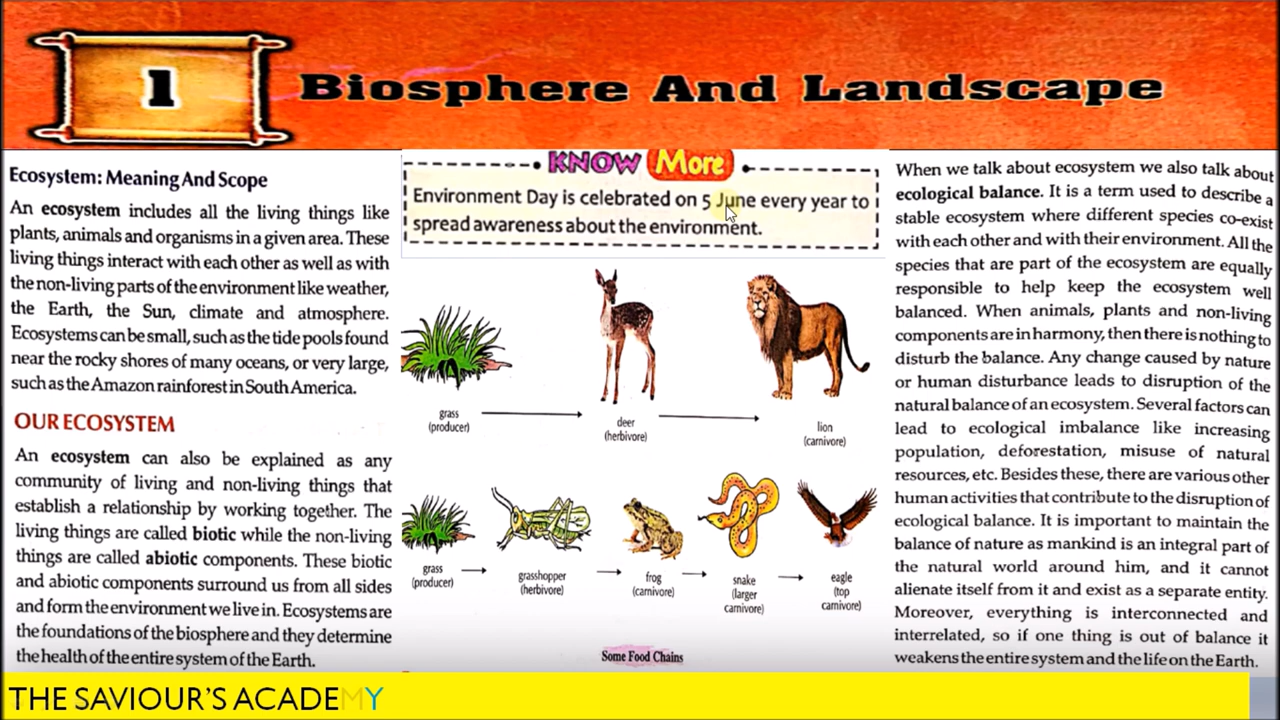 1
Biosphere And Landscape
Ecosystem: Meaning And Scope
An ecosystem includes all the living things like
plants, animals and organisms in a given area. These
living things interact with each other as well as with
the non-living parts of the environment like weather,
the Earth, the Sun, climate and atmosphere.
Ecosystems can be small, such as the tide pools found
near the rocky shores of many oceans, or very large,
such as the Amazon rainforest in South America.
OUR ECOSYSTEM
An ecosystem can also be explained as any
community of living and non-living things that
establish a relationship by working together. The
living things are called biotic while the non-living
things are called abiotic components. These biotic
and abiotic components surround us from all sides
and form the environment we live in. Ecosystems are
the foundations of the biosphere and they determine
the health of the entire system of the Earth.
KNOW More
Environment Day is celebrated on 5 June every year to
spread awareness about the environment.
grass
(producer)
deer
(herbivore)
lion
(carnivore)
grass
(producer)
grasshopper
(herbivore)
frog
(carnivore)
snake
(larger
carnivore)
eagle
(top
carnivore)
Some Food Chains
When we talk about ecosystem we also talk about
ecological balance. It is a term used to describe a
stable ecosystem where different species co-exist
with each other and with their environment. All the
species that are part of the ecosystem are equally
responsible to help keep the ecosystem well
balanced. When animals, plants and non-living
components are in harmony, then there is nothing to
disturb the balance. Any change caused by nature
or human disturbance leads to disruption of the
natural balance of an ecosystem. Several factors can
lead to ecological imbalance like increasing
population, deforestation, misuse of natural
resources, etc. Besides these, there are various other
human activities that contribute to the disruption of
ecological balance. It is important to maintain the
balance of nature as mankind is an integral part of
the natural world around him, and it cannot
alienate itself from it and exist as a separate entity.
Moreover, everything is interconnected and
interrelated, so if one thing is out of balance it
weakens the entire system and the life on the Earth.
THE SAVIOUR'S ACADEMY